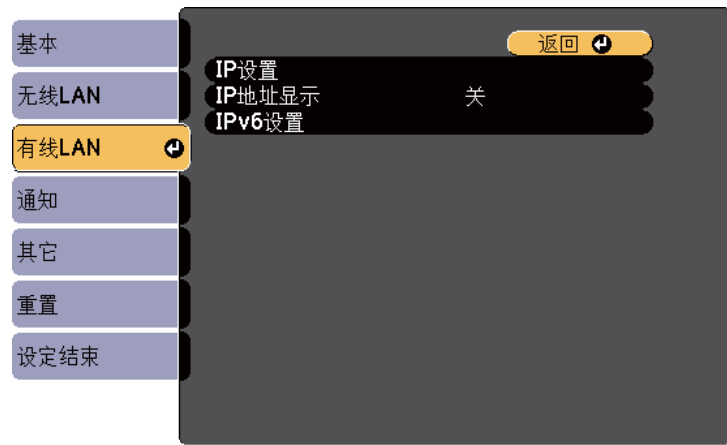 基本
无线LAN
有线LAN
通知
其它
重置
设定结束
返回
IP设置
IP地址显示 关
IPv6设置